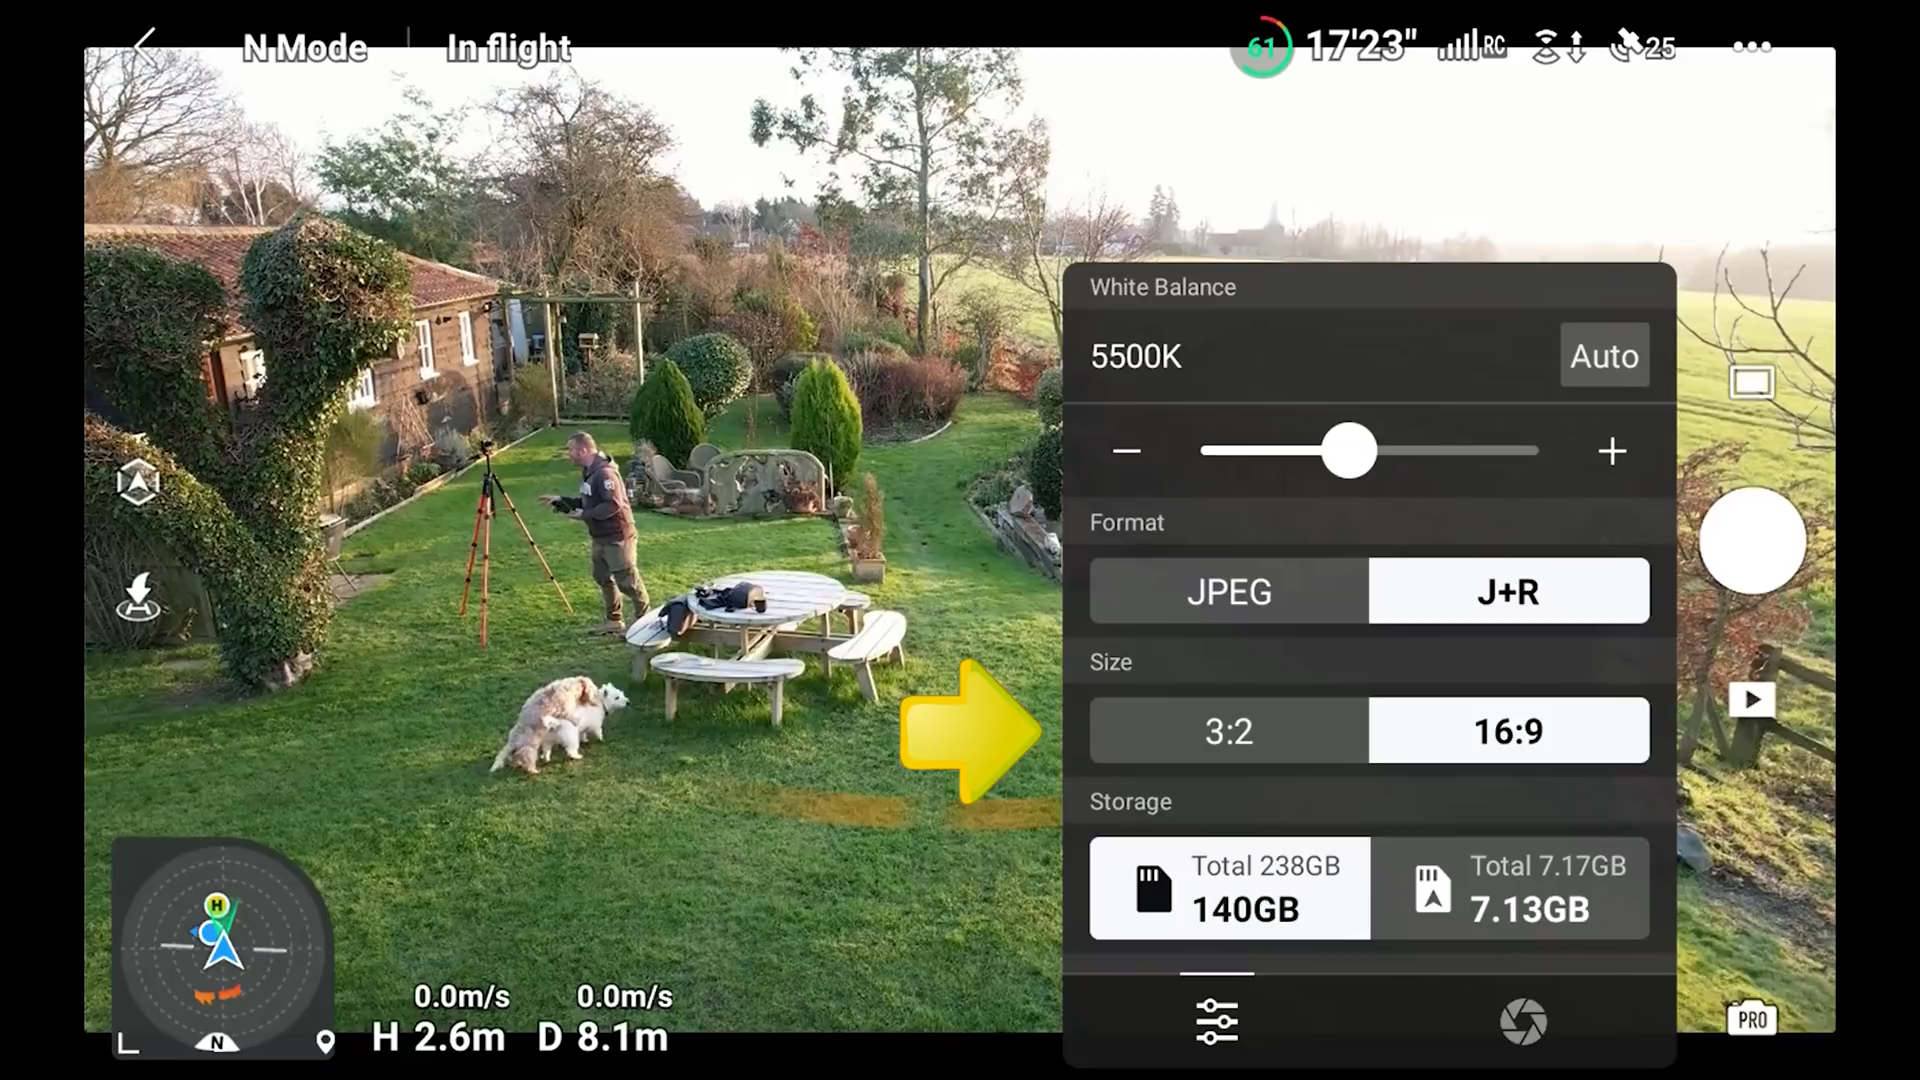 N Mode
In flight
61
17'23"
RC
25
White Balance
5500K
Auto
Format
JPEG
J+R
Size
3:2
16:9
Storage
Total 238GB
140GB
Total 7.17GB
7.13GB
H
N
0.0m/s
0.0m/s
H 2.6m
D 8.1m
PRO